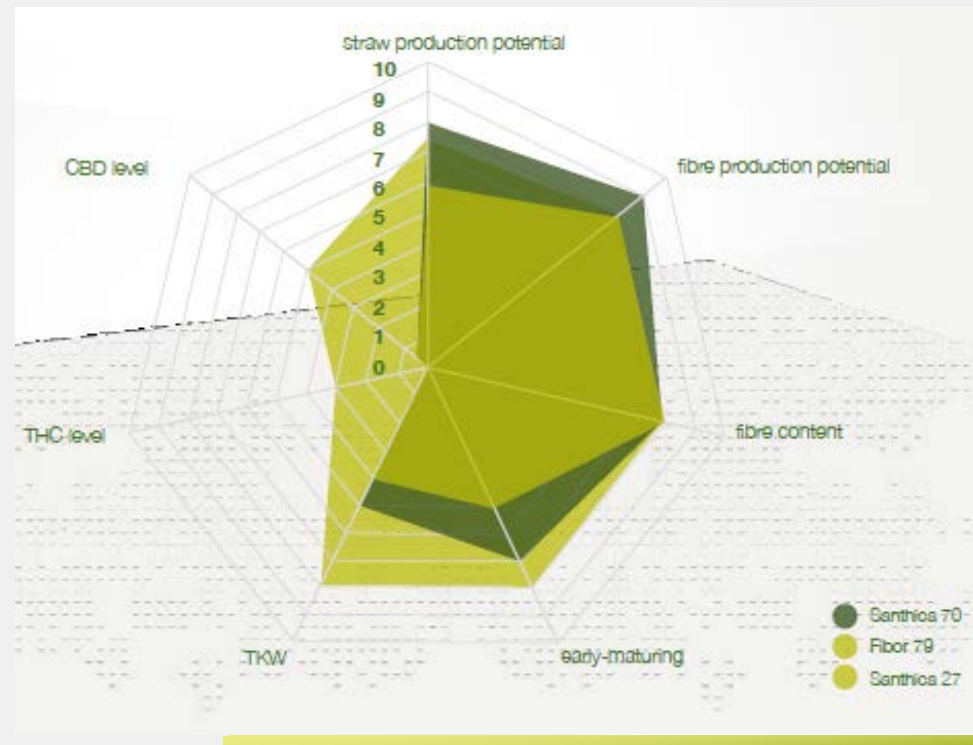 straw production potential
10
9
8
7
6
5
4
3
2
1
0
CBD level
fibre production potential
THC level
fibre content
TKW
early-maturing
Santhica 70
Fibor 79
Santhica 27